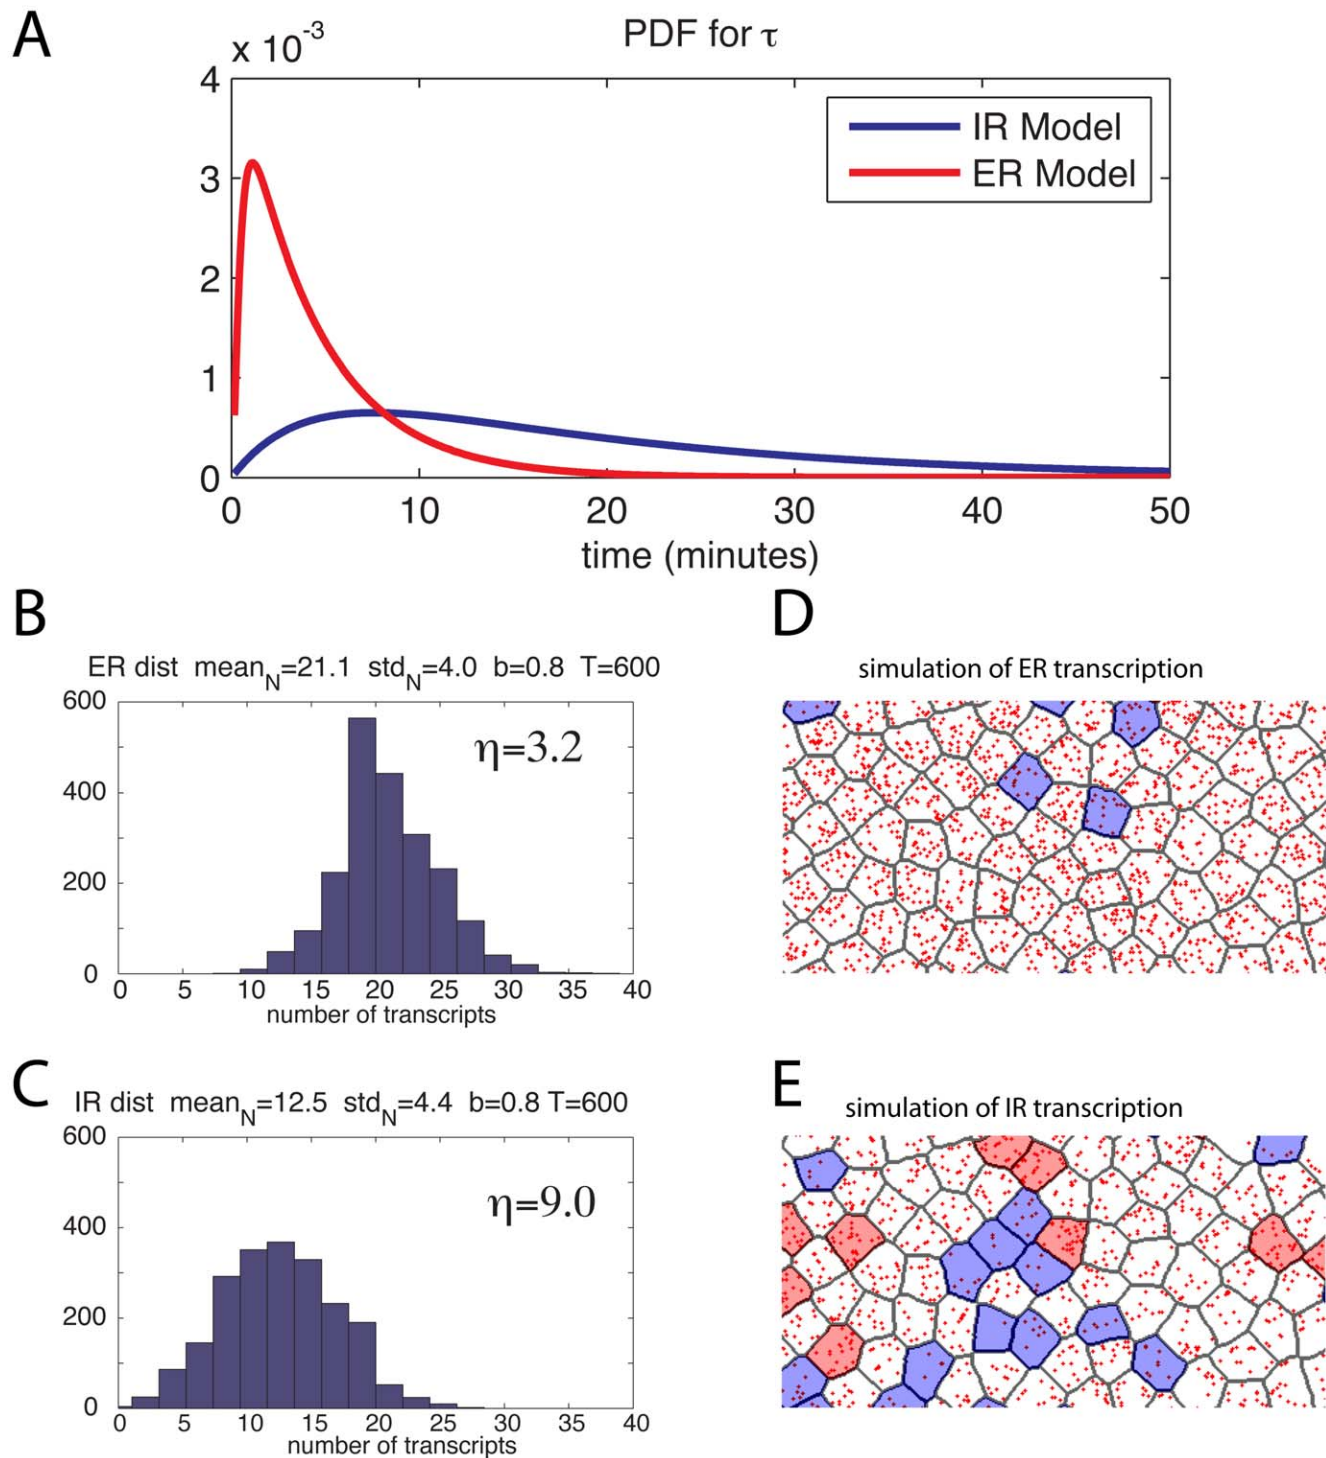 A
x 10⁻³
PDF for τ
4
3
2
1
0
IR Model
ER Model
0 10 20 30 40 50
time (minutes)
B
ER dist mean_N=21.1 std_N=4.0 b=0.8 T=600
600
400
200
0
η=3.2
0 5 10 15 20 25 30 35 40
number of transcripts
C
IR dist mean_N=12.5 std_N=4.4 b=0.8 T=600
600
400
200
0
η=9.0
0 5 10 15 20 25 30 35 40
number of transcripts
D
simulation of ER transcription
E
simulation of IR transcription